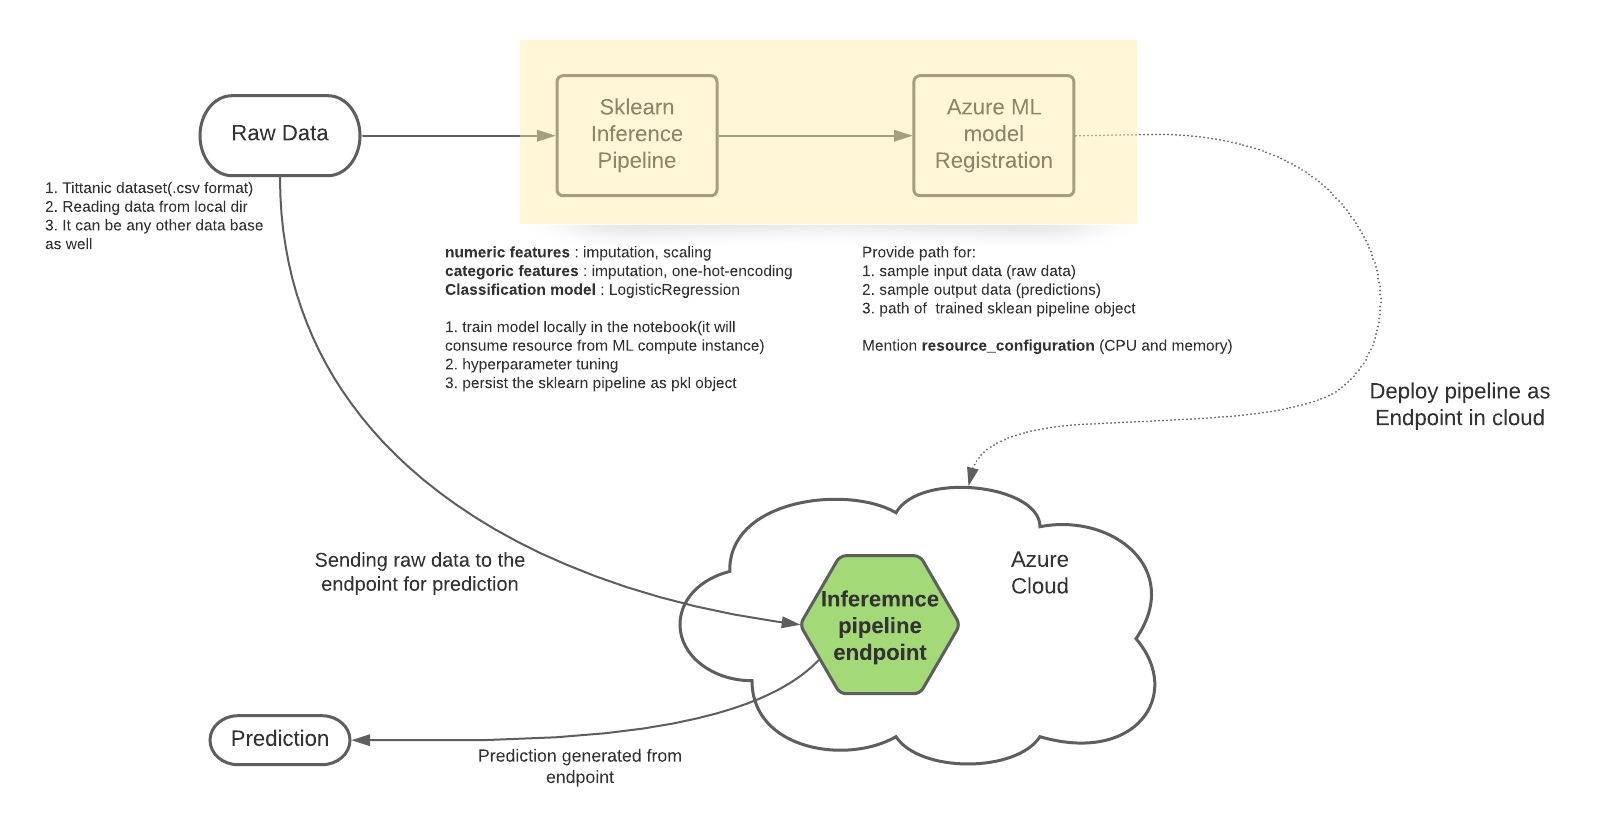 Raw Data
1. Tittanic dataset(.csv format)
2. Reading data from local dir
3. It can be any other data base
as well
Sklearn
Inference
Pipeline
Azure ML
model
Registration
numeric features : imputation, scaling
categoric features : imputation, one-hot-encoding
Classification model : LogisticRegression
1. train model locally in the notebook(it will
consume resource from ML compute instance)
2. hyperparameter tuning
3. persist the sklearn pipeline as pkl object
Provide path for:
1. sample input data (raw data)
2. sample output data (predictions)
3. path of  trained sklean pipeline object
Mention resource_configuration (CPU and memory)
Deploy pipeline as
Endpoint in cloud
Sending raw data to the
endpoint for prediction
Azure
Cloud
Inferemnce
pipeline
endpoint
Prediction
Prediction generated from
endpoint